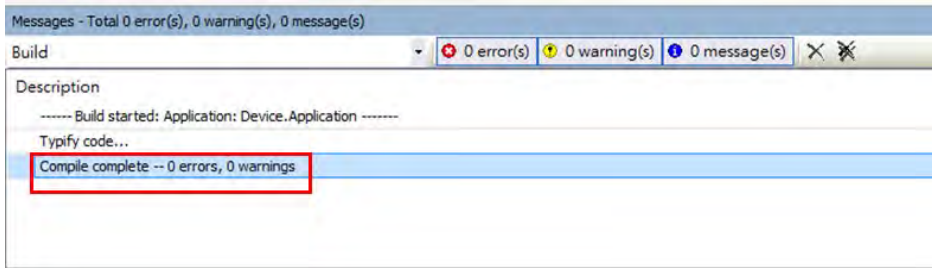 Messages - Total 0 error(s), 0 warning(s), 0 message(s)
Build 0 error(s) 0 warning(s) 0 message(s)
Description
------ Build started: Application: Device.Application -------
Typify code...
Compile complete -- 0 errors, 0 warnings